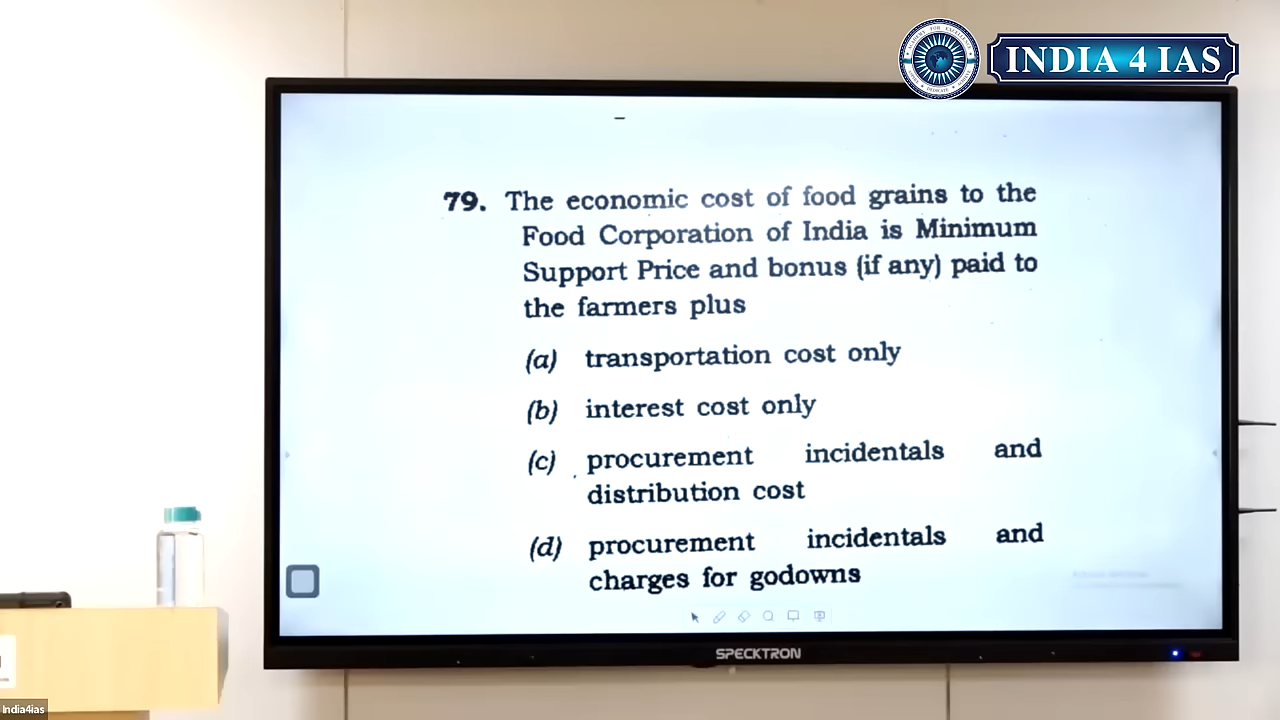 INDIA 4 IAS
79. The economic cost of food grains to the
Food Corporation of India is Minimum
Support Price and bonus (if any) paid to
the farmers plus
(a) transportation cost only
(b) interest cost only
(c) procurement incidentals and
distribution cost
(d) procurement incidentals and
charges for godowns
SPECKTRON
India4ias